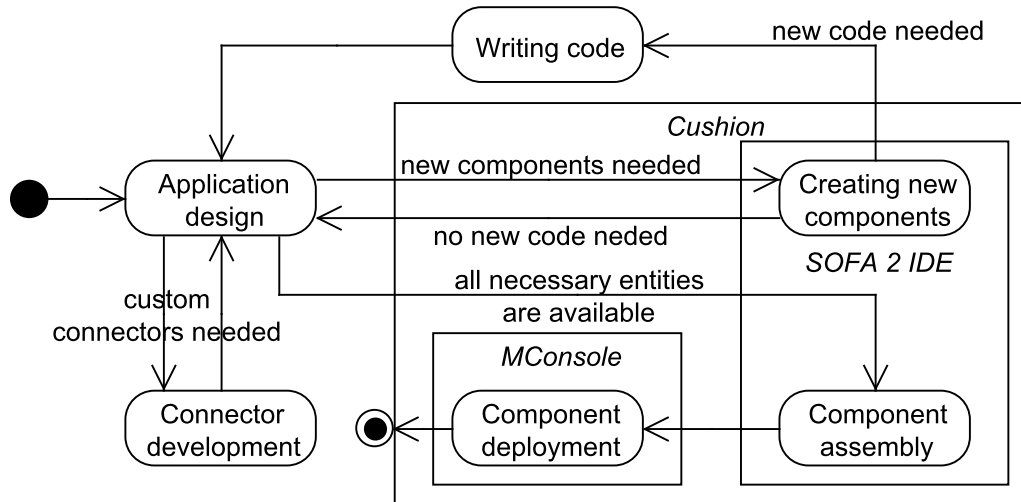 Writing code
new code needed
Cushion
Application
design
new components needed
Creating new
components
no new code neded
SOFA 2 IDE
all necessary entities
are available
custom
connectors needed
MConsole
Connector
development
Component
deployment
Component
assembly